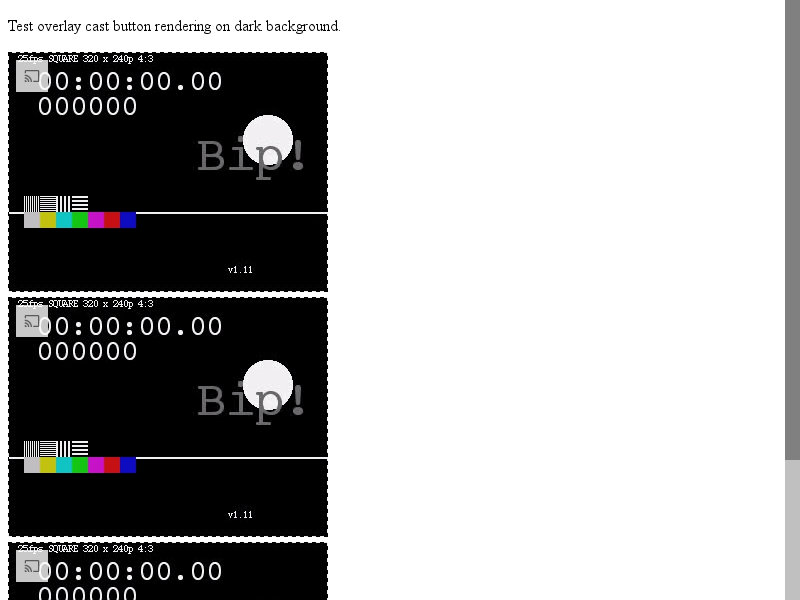 Test overlay cast button rendering on dark background.
25fps SQUARE 320 x 240p 4:3
00:00:00.00
000000
Bip!
v1.11
25fps SQUARE 320 x 240p 4:3
00:00:00.00
000000
Bip!
v1.11
25fps SQUARE 320 x 240p 4:3
00:00:00.00
000000